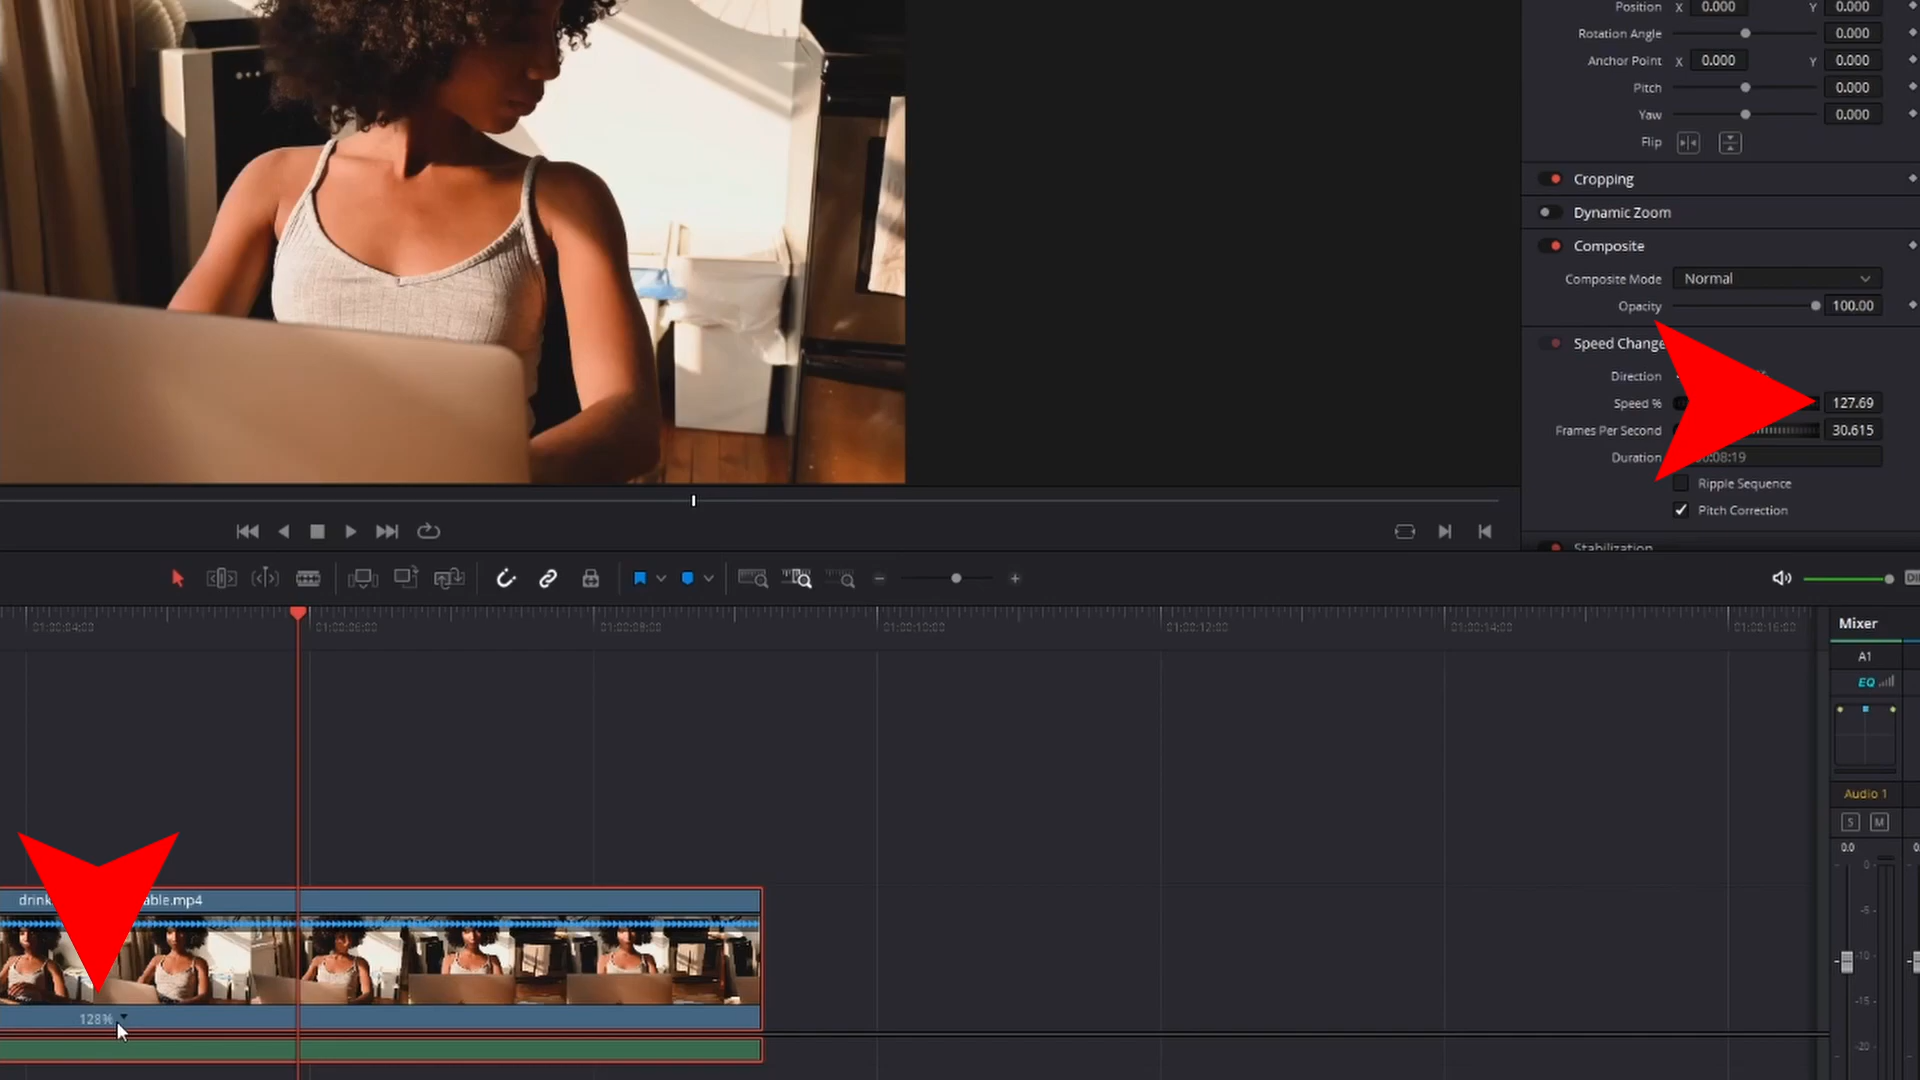 Position X 0.000 Y 0.000
Rotation Angle 0.000
Anchor Point X 0.000 Y 0.000
Pitch 0.000
Yaw 0.000
Flip
Cropping
Dynamic Zoom
Composite
Composite Mode Normal
Opacity 100.00
Speed Change
Direction
Speed % 127.69
Frames Per Second 30.615
Duration :08:19
Ripple Sequence
Pitch Correction
Stabilization
01:00:04:00 01:00:06:00 01:00:08:00 01:00:10:00 01:00:12:00 01:00:14:00 01:00:16:00
Mixer
A1
EQ
Audio 1
S M
0.0
0
-5
-10
-15
-20
drink able.mp4
128%